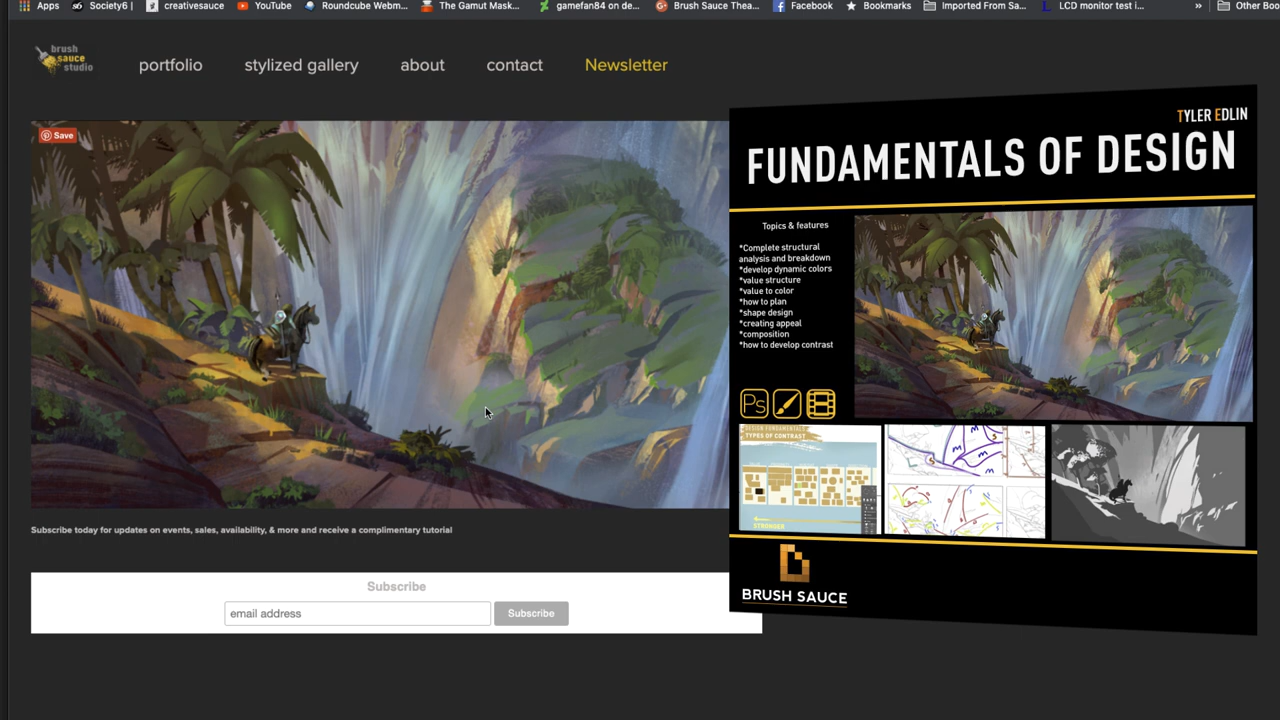 Apps
Society6 |
creativesauce
YouTube
Roundcube Webm...
The Gamut Mask...
gamefan84 on de...
Brush Sauce Thea...
Facebook
Bookmarks
Imported From Sa...
LCD monitor test i...
»
Other Boo
brush
sauce
studio
portfolio
stylized gallery
about
contact
Newsletter
Save
TYLER EDLIN
FUNDAMENTALS OF DESIGN
Topics & features
*Complete structural
analysis and breakdown
*develop dynamic colors
*value structure
*value to color
*how to plan
*shape design
*creating appeal
*composition
*how to develop contrast
Ps
DESIGN FUNDAMENTALS
TYPES OF CONTRAST
STRONGER
BRUSH SAUCE
Subscribe today for updates on events, sales, availability, & more and receive a complimentary tutorial
Subscribe
email address
Subscribe